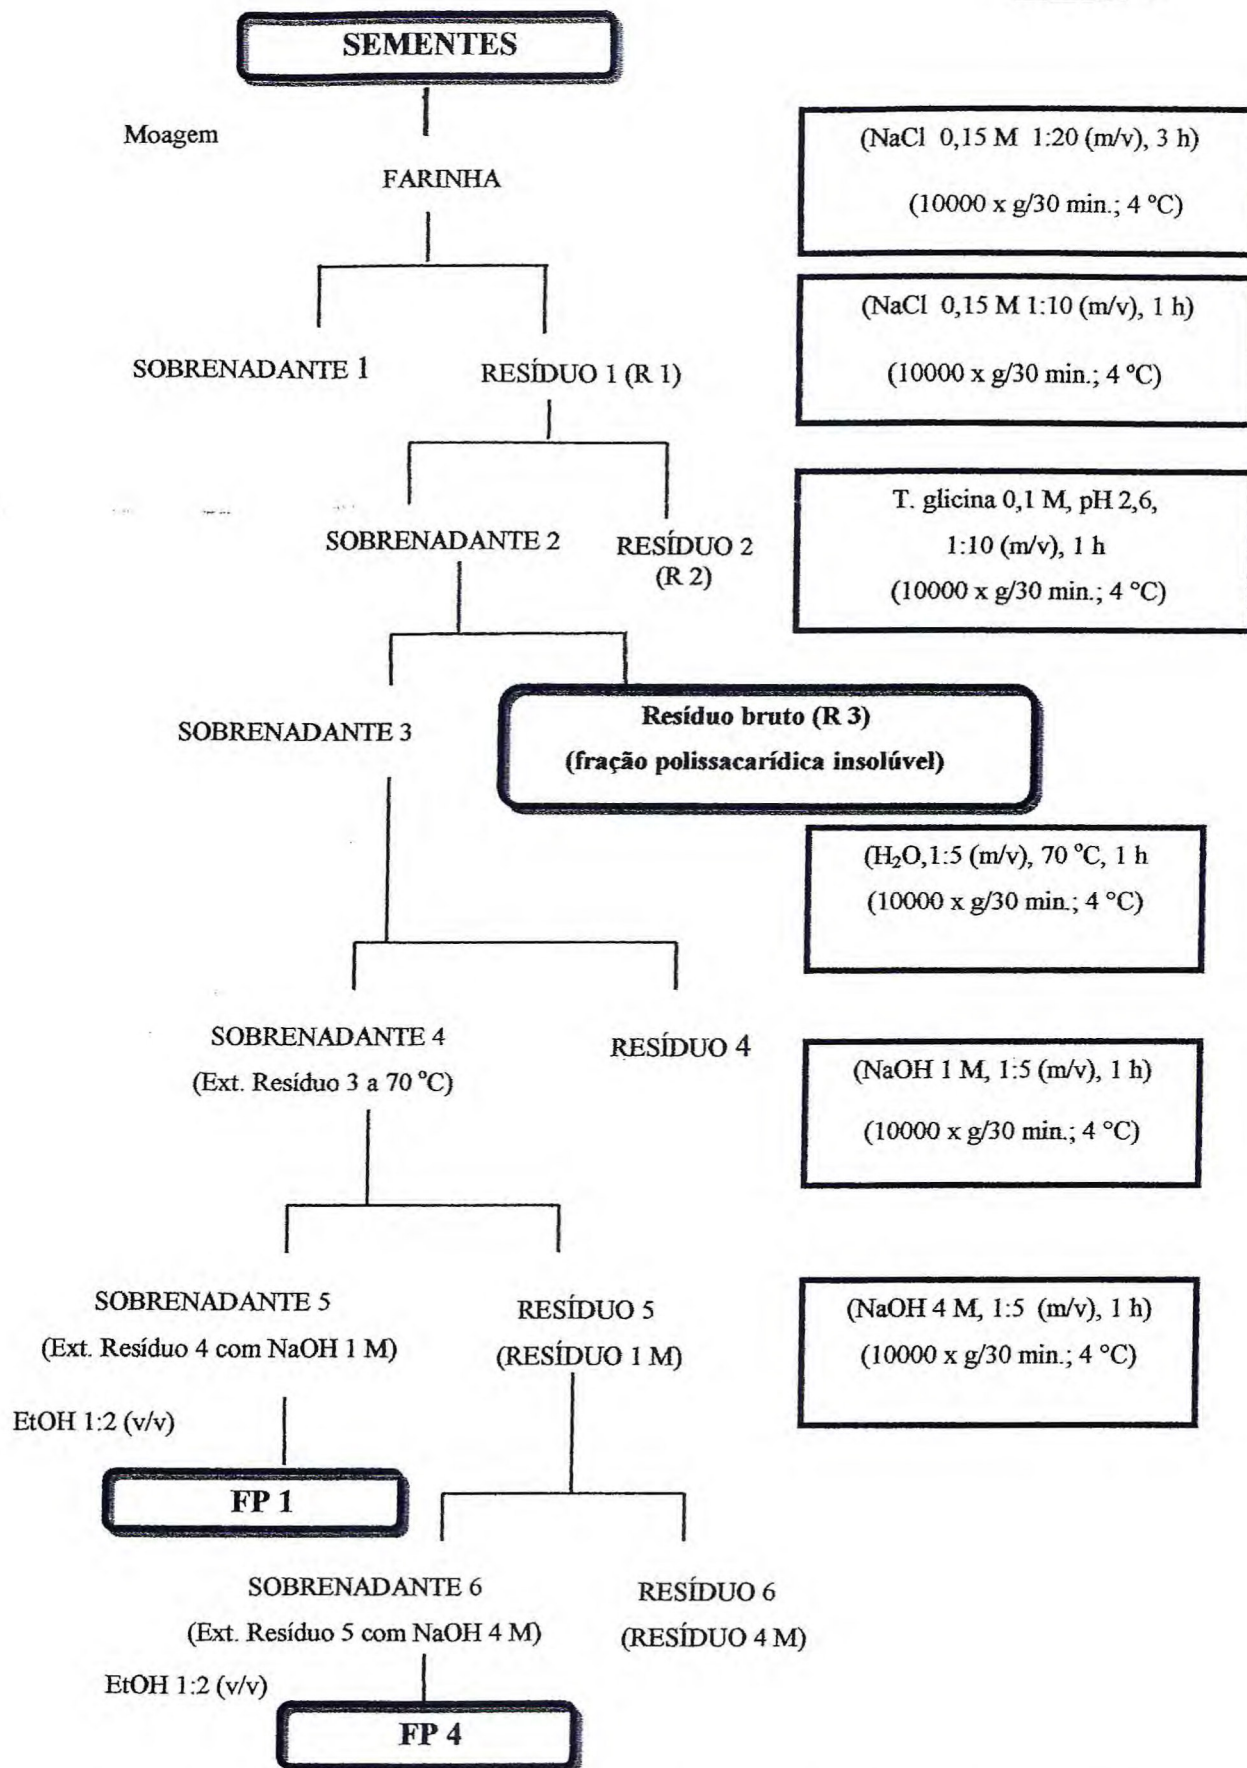 SEMENTES
Moagem
FARINHA
(NaCl 0,15 M 1:20 (m/v), 3 h)
(10000 x g/30 min.; 4 °C)
SOBRENADANTE 1
RESÍDUO 1 (R 1)
(NaCl 0,15 M 1:10 (m/v), 1 h)
(10000 x g/30 min.; 4 °C)
SOBRENADANTE 2
RESÍDUO 2
(R 2)
T. glicina 0,1 M, pH 2,6,
1:10 (m/v), 1 h
(10000 x g/30 min.; 4 °C)
SOBRENADANTE 3
Resíduo bruto (R 3)
(fração polissacarídica insolúvel)
(H₂O,1:5 (m/v), 70 °C, 1 h
(10000 x g/30 min.; 4 °C)
SOBRENADANTE 4
(Ext. Resíduo 3 a 70 °C)
RESÍDUO 4
(NaOH 1 M, 1:5 (m/v), 1 h)
(10000 x g/30 min.; 4 °C)
SOBRENADANTE 5
(Ext. Resíduo 4 com NaOH 1 M)
RESÍDUO 5
(RESÍDUO 1 M)
(NaOH 4 M, 1:5 (m/v), 1 h)
(10000 x g/30 min.; 4 °C)
EtOH 1:2 (v/v)
FP 1
SOBRENADANTE 6
(Ext. Resíduo 5 com NaOH 4 M)
RESÍDUO 6
(RESÍDUO 4 M)
EtOH 1:2 (v/v)
FP 4